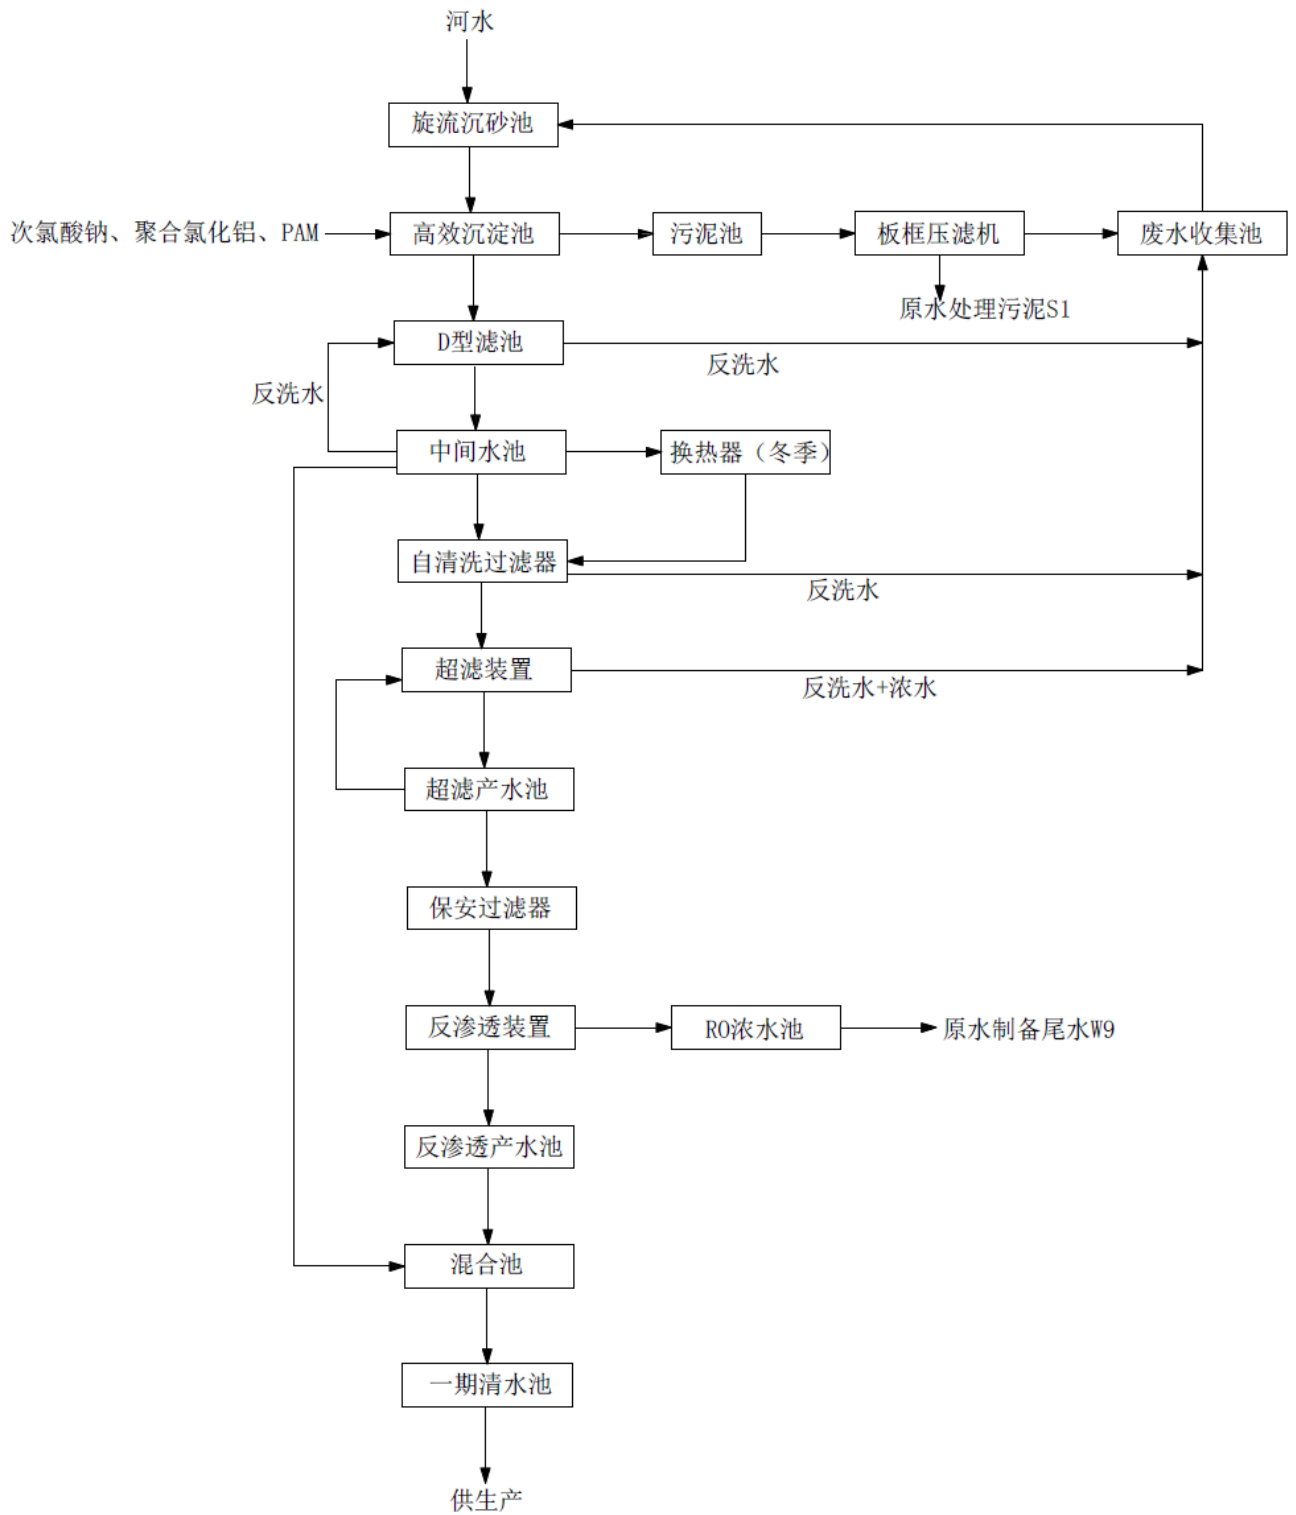 河水
旋流沉砂池
次氯酸钠、聚合氯化铝、PAM
高效沉淀池
污泥池
板框压滤机
废水收集池
原水处理污泥S1
D型滤池
反洗水
反洗水
中间水池
换热器（冬季）
自清洗过滤器
反洗水
超滤装置
反洗水+浓水
超滤产水池
保安过滤器
反渗透装置
RO浓水池
原水制备尾水W9
反渗透产水池
混合池
一期清水池
供生产